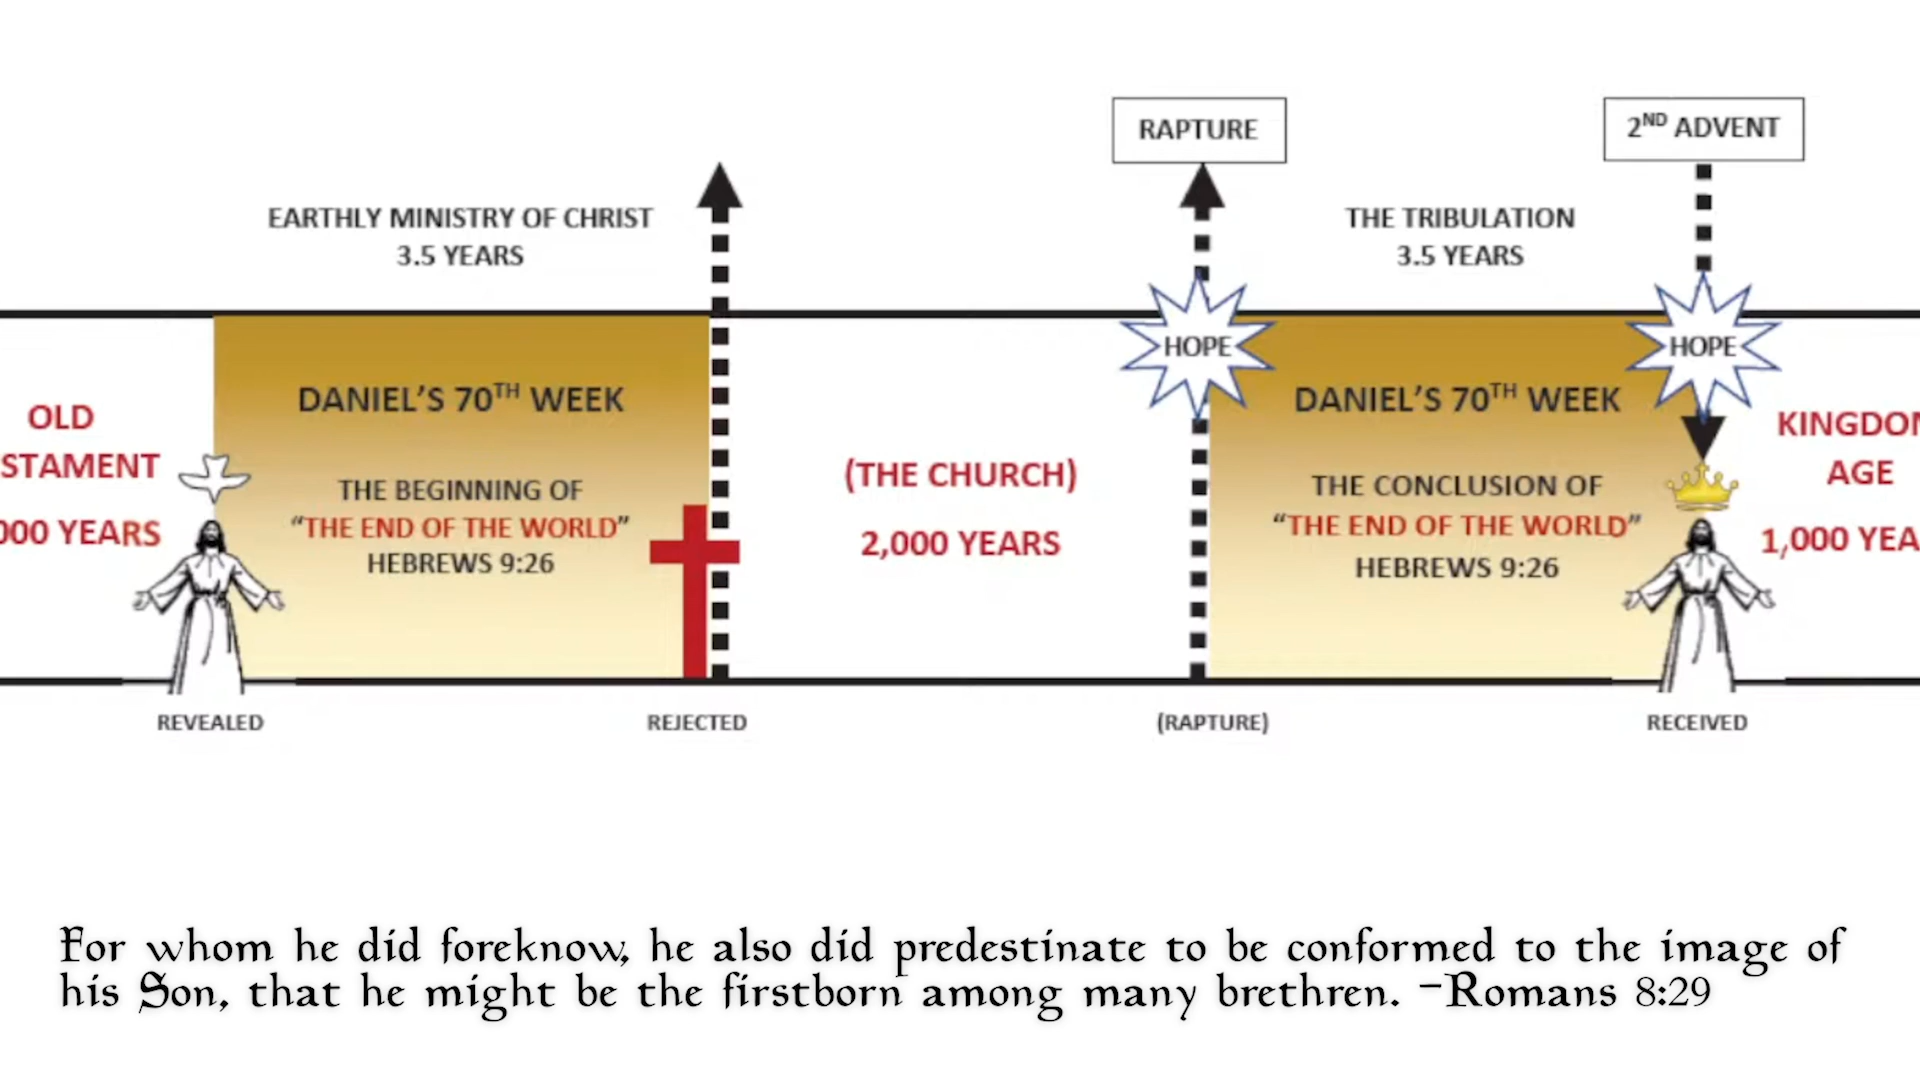 RAPTURE
2ND ADVENT
EARTHLY MINISTRY OF CHRIST
3.5 YEARS
THE TRIBULATION
3.5 YEARS
OLD
STAMENT
000 YEARS
DANIEL’S 70TH WEEK
THE BEGINNING OF
“THE END OF THE WORLD”
HEBREWS 9:26
(THE CHURCH)
2,000 YEARS
HOPE
DANIEL’S 70TH WEEK
THE CONCLUSION OF
“THE END OF THE WORLD”
HEBREWS 9:26
HOPE
KINGDOM
AGE
1,000 YEA
REVEALED
REJECTED
(RAPTURE)
RECEIVED
For whom he did foreknow, he also did predestinate to be conformed to the image of
his Son, that he might be the firstborn among many brethren. -Romans 8:29